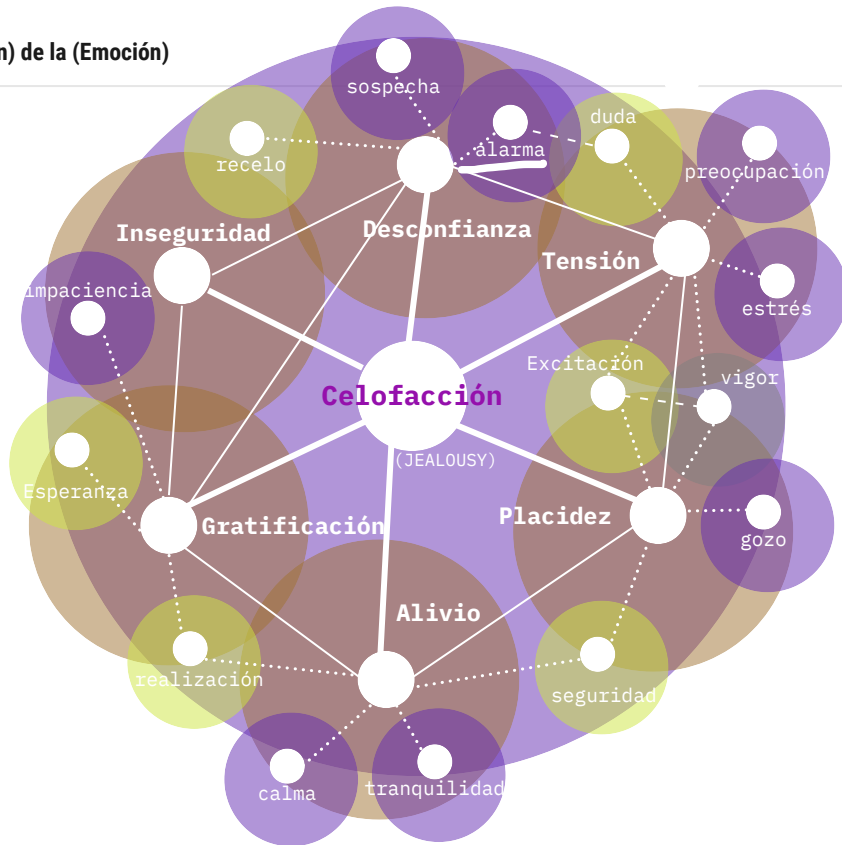 n) de la (Emoción)
sospecha
duda
alarma
recelo
preocupación
Inseguridad
Desconfianza
Tensión
impaciencia
estrés
Excitación
vigor
Celofacción
(JEALOUSY)
Esperanza
Gratificación
Placidez
gozo
Alivio
realización
seguridad
calma
tranquilidad